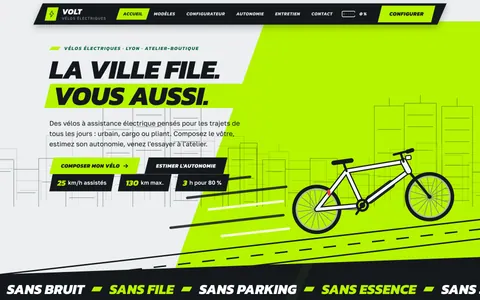 VOLT
VÉLOS ÉLECTRIQUES
ACCUEIL MODÈLES CONFIGURATEUR AUTONOMIE ENTRETIEN CONTACT 0 % CONFIGURER
VÉLOS ÉLECTRIQUES · LYON · ATELIER-BOUTIQUE
LA VILLE FILE.
VOUS AUSSI.
Des vélos à assistance électrique pensés pour les trajets de
tous les jours : urbain, cargo ou pliant. Composez le vôtre,
estimez son autonomie, venez l'essayer à l'atelier.
COMPOSER MON VÉLO → ESTIMER L'AUTONOMIE
25 km/h assistés 130 km max. 3 h pour 80 %
SANS BRUIT SANS FILE SANS PARKING SANS ESSENCE SANS